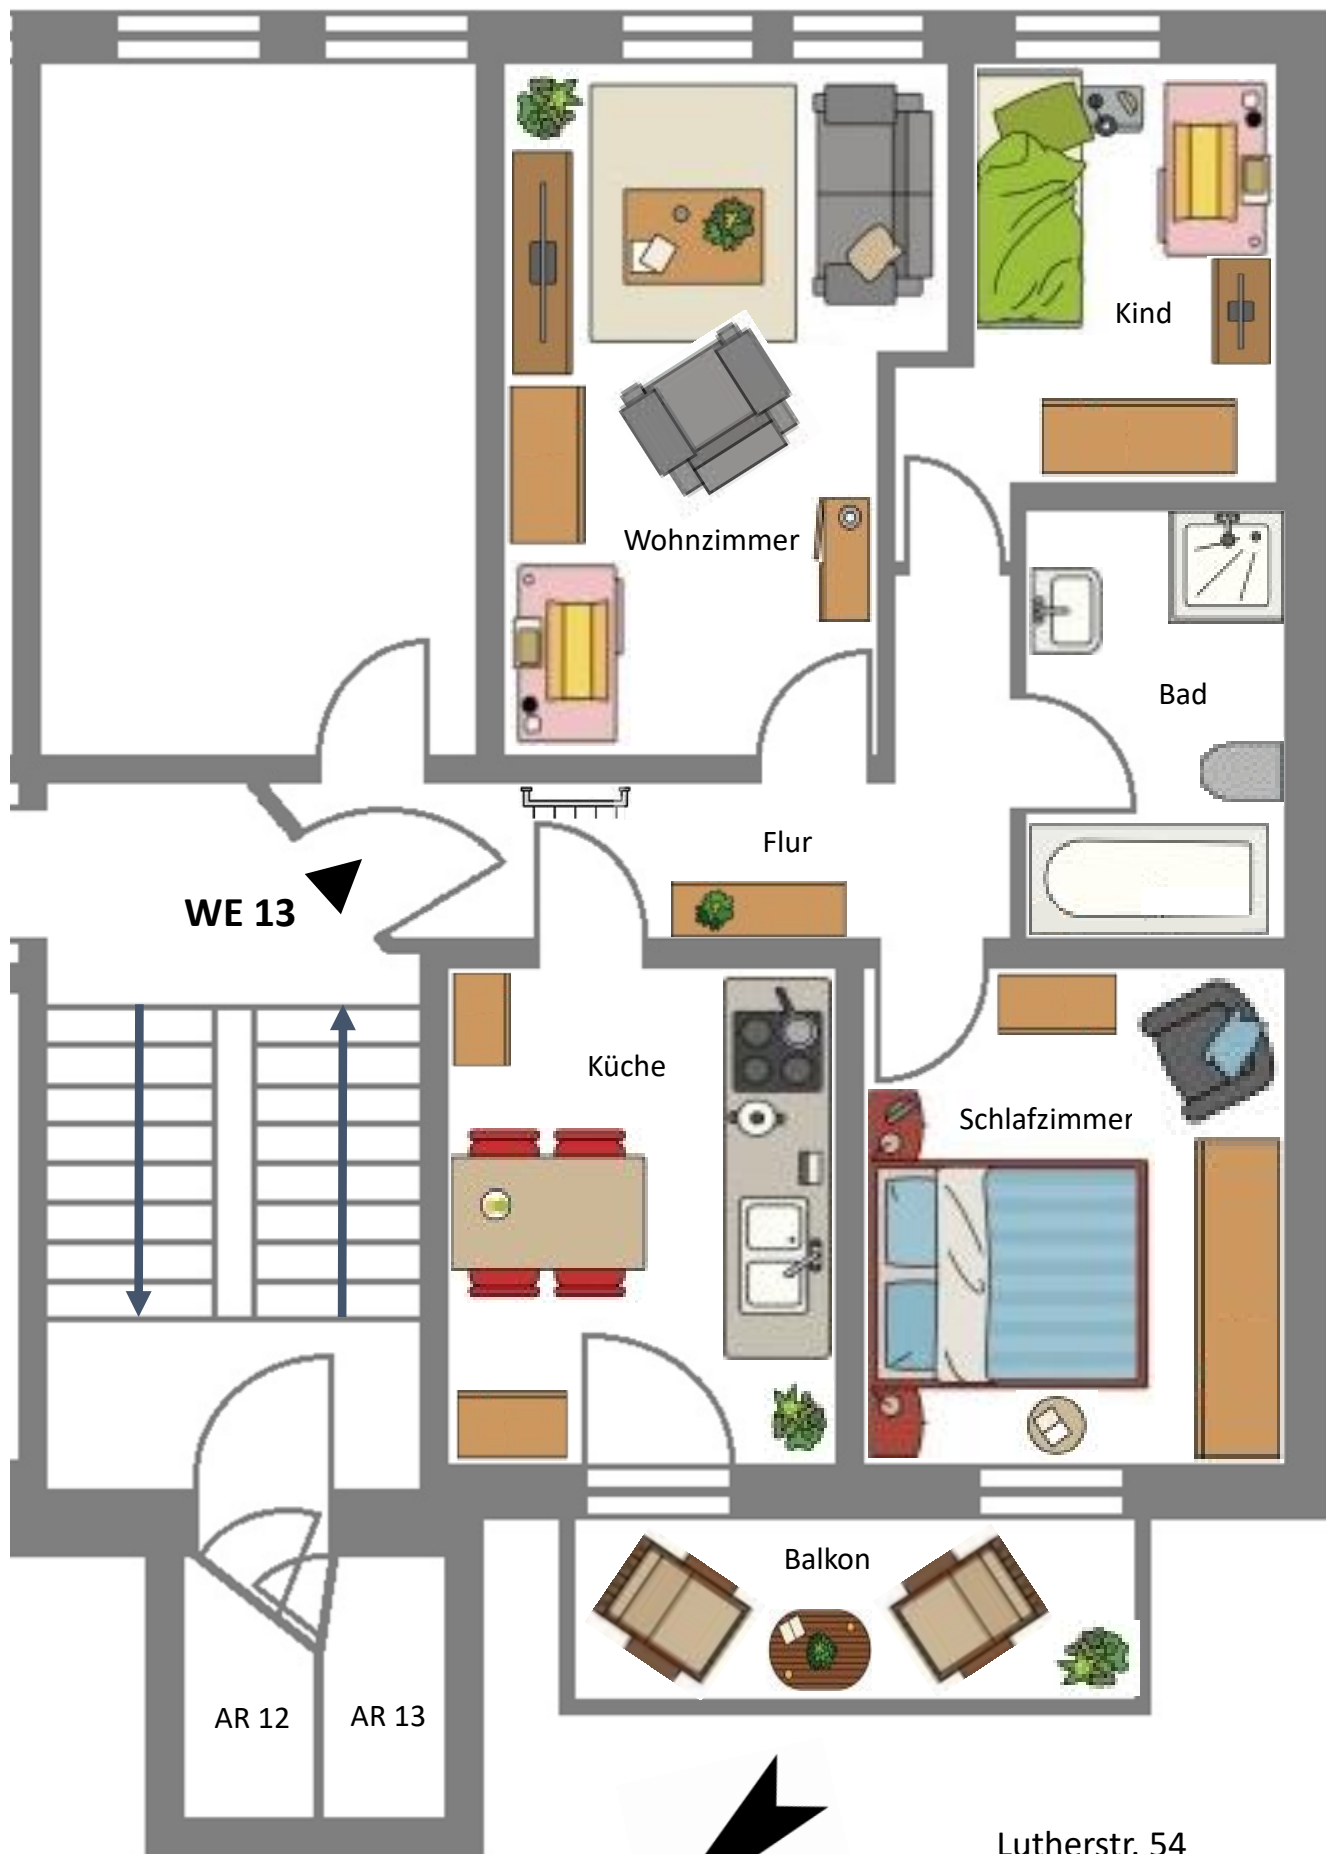 Kind
Wohnzimmer
Bad
Flur
WE 13
Küche
Schlafzimmer
Balkon
AR 12
AR 13
Lutherstr. 54